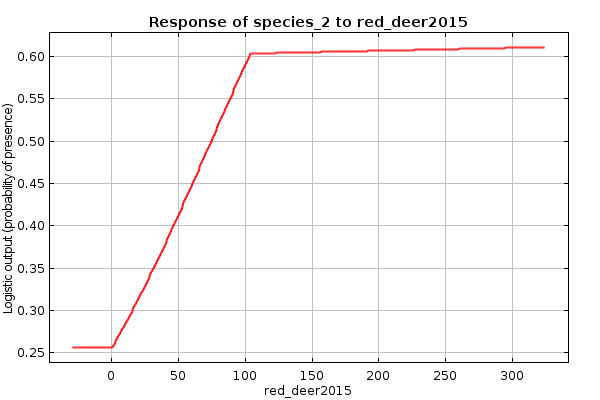 Response of species_2 to red_deer2015
Logistic output (probability of presence)
0.60
0.55
0.50
0.45
0.40
0.35
0.30
0.25
0 50 100 150 200 250 300
red_deer2015